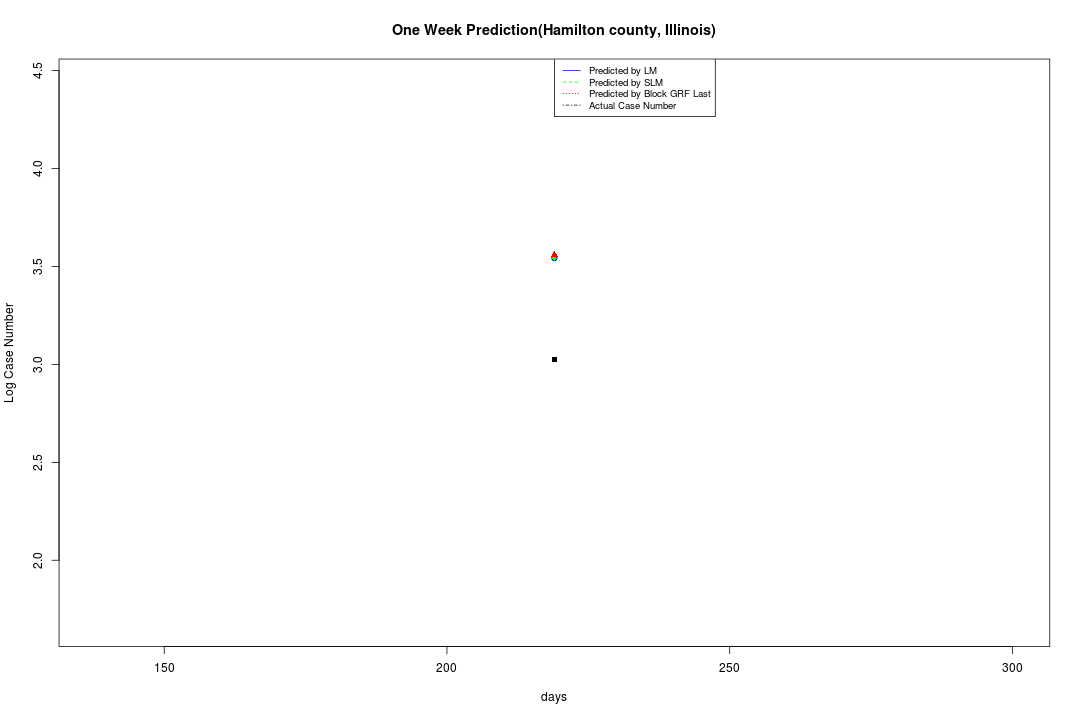 One Week Prediction(Hamilton county, Illinois)
Predicted by LM
Predicted by SLM
Predicted by Block GRF Last
Actual Case Number
4.5
4.0
3.5
3.0
2.5
2.0
Log Case Number
150
200
250
300
days